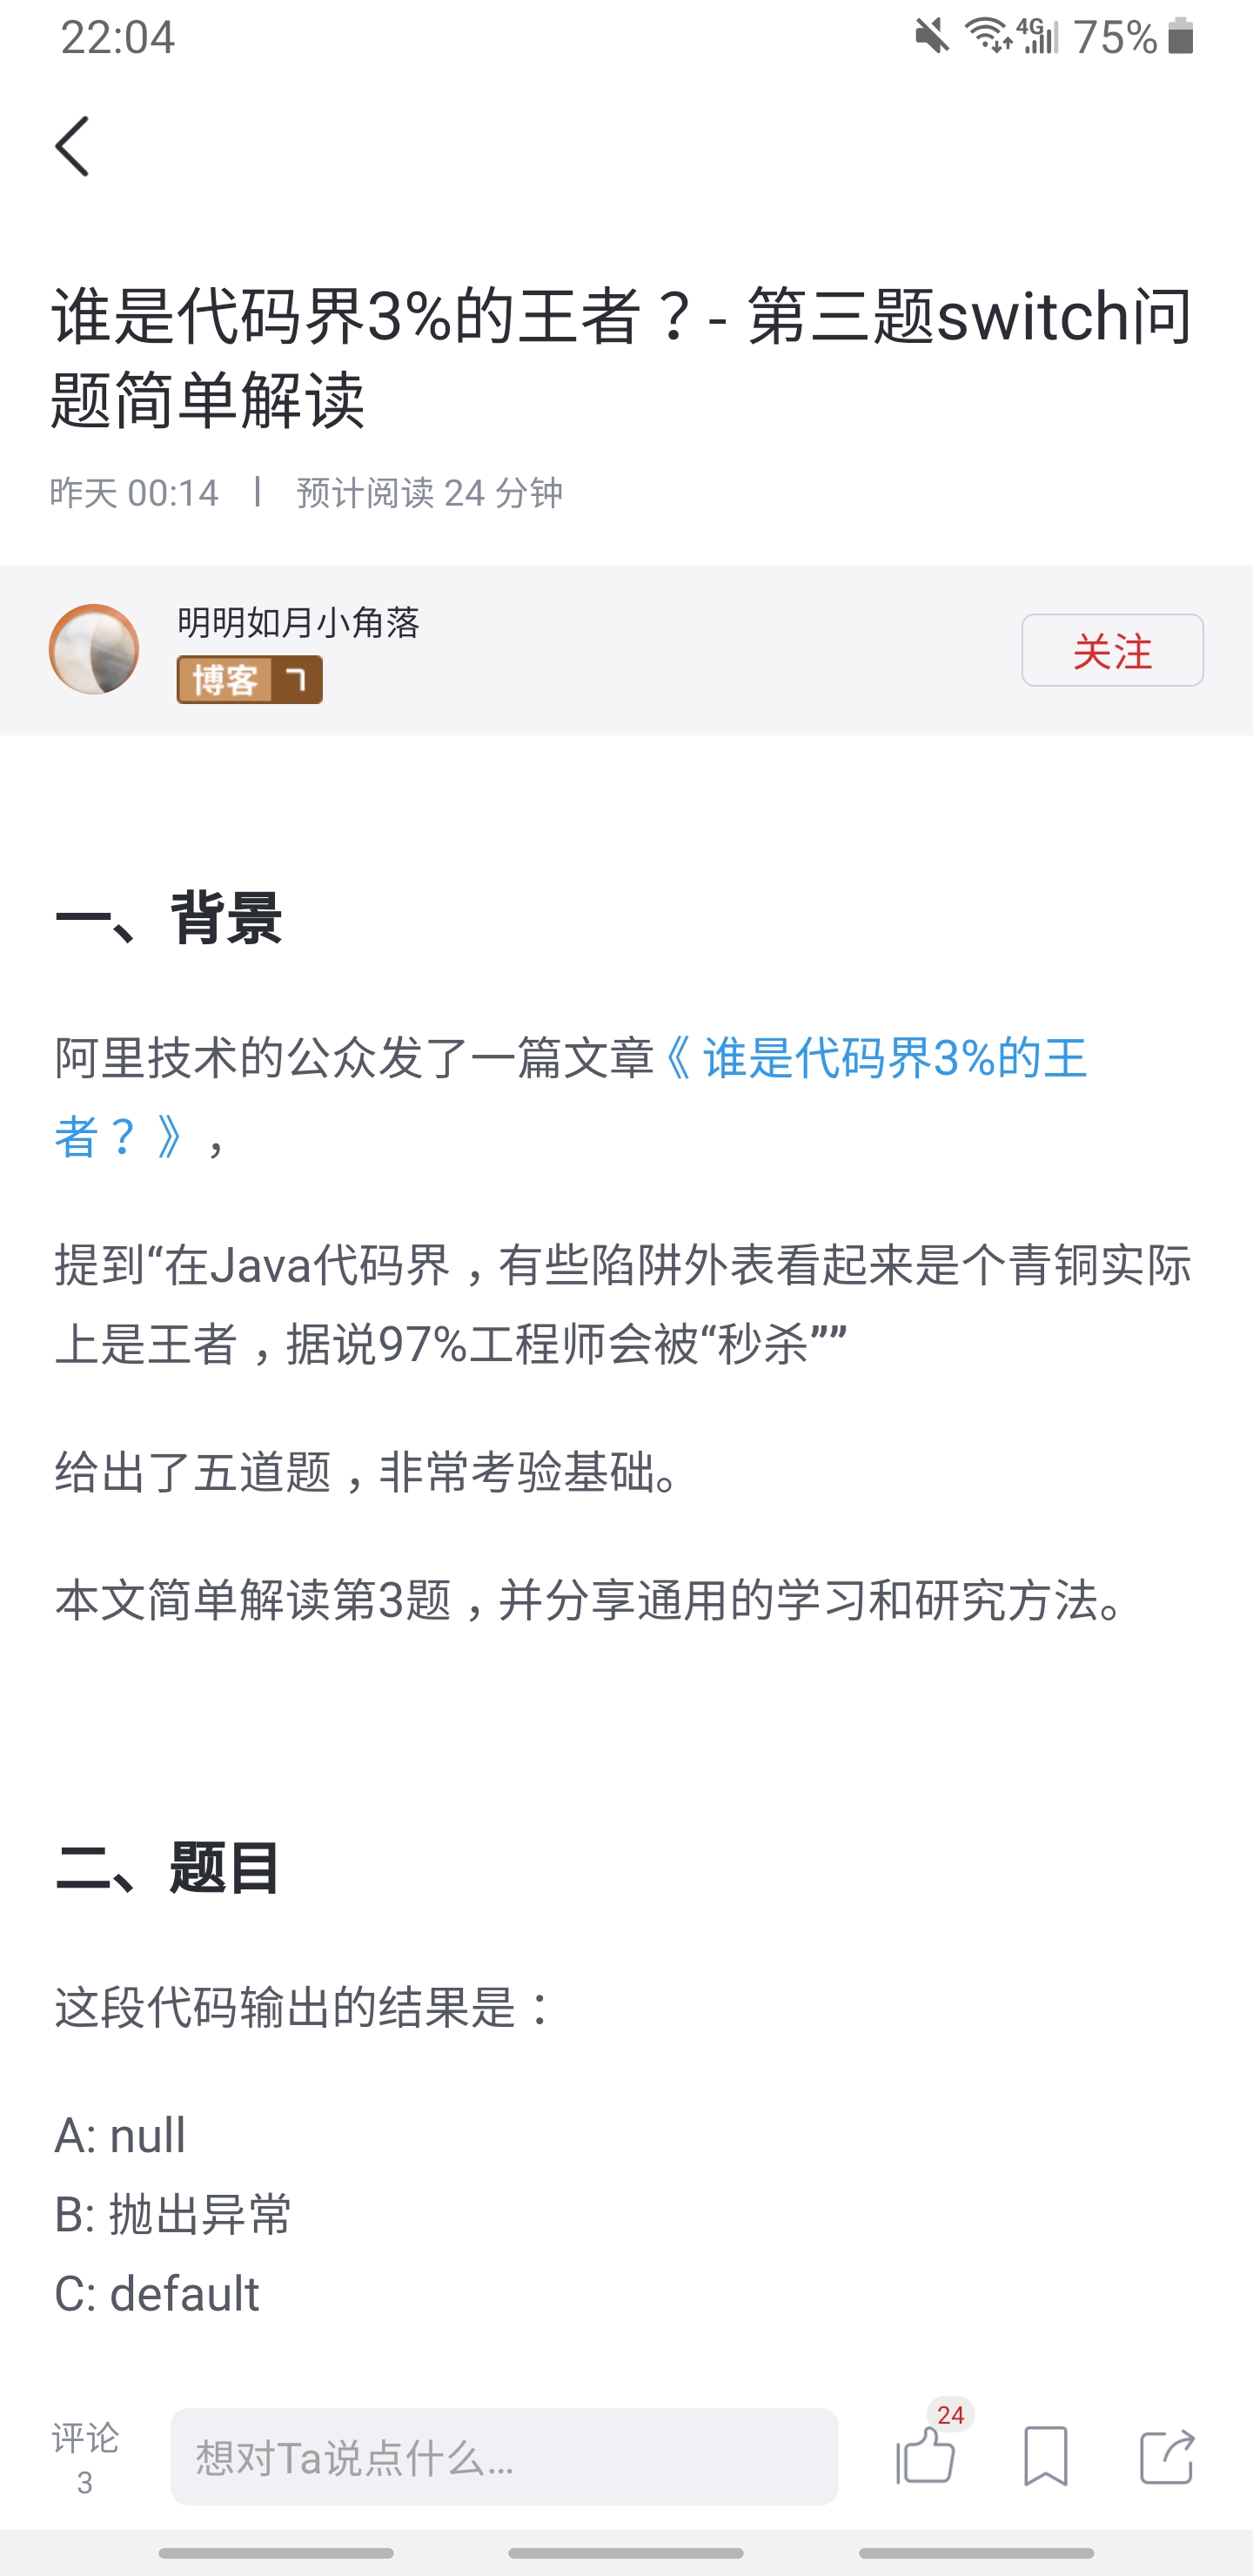 22:04
4G 75%
谁是代码界3%的王者？- 第三题switch问
题简单解读
昨天 00:14 | 预计阅读 24 分钟
明明如月小角落
博客
关注
一、背景
阿里技术的公众发了一篇文章《 谁是代码界3%的王
者？ 》，
提到“在Java代码界，有些陷阱外表看起来是个青铜实际
上是王者，据说97%工程师会被“秒杀””
给出了五道题，非常考验基础。
本文简单解读第3题，并分享通用的学习和研究方法。
二、题目
这段代码输出的结果是：
A: null
B: 抛出异常
C: default
评论
3
想对Ta说点什么...
24